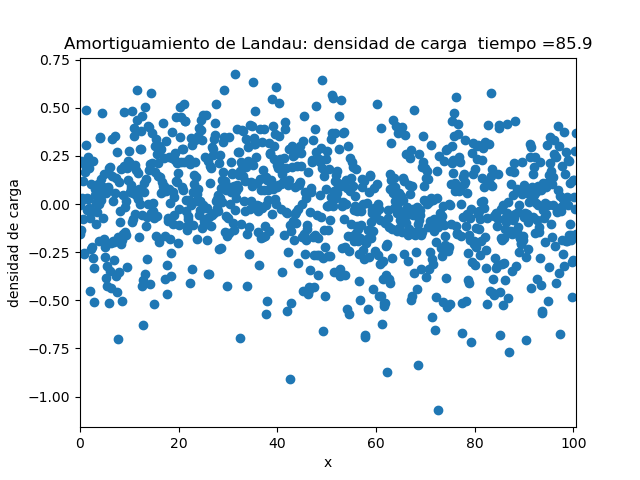 Amortiguamiento de Landau: densidad de carga  tiempo =85.9
0.75
0.50
0.25
0.00
−0.25
−0.50
−0.75
−1.00
densidad de carga
0 20 40 60 80 100
x